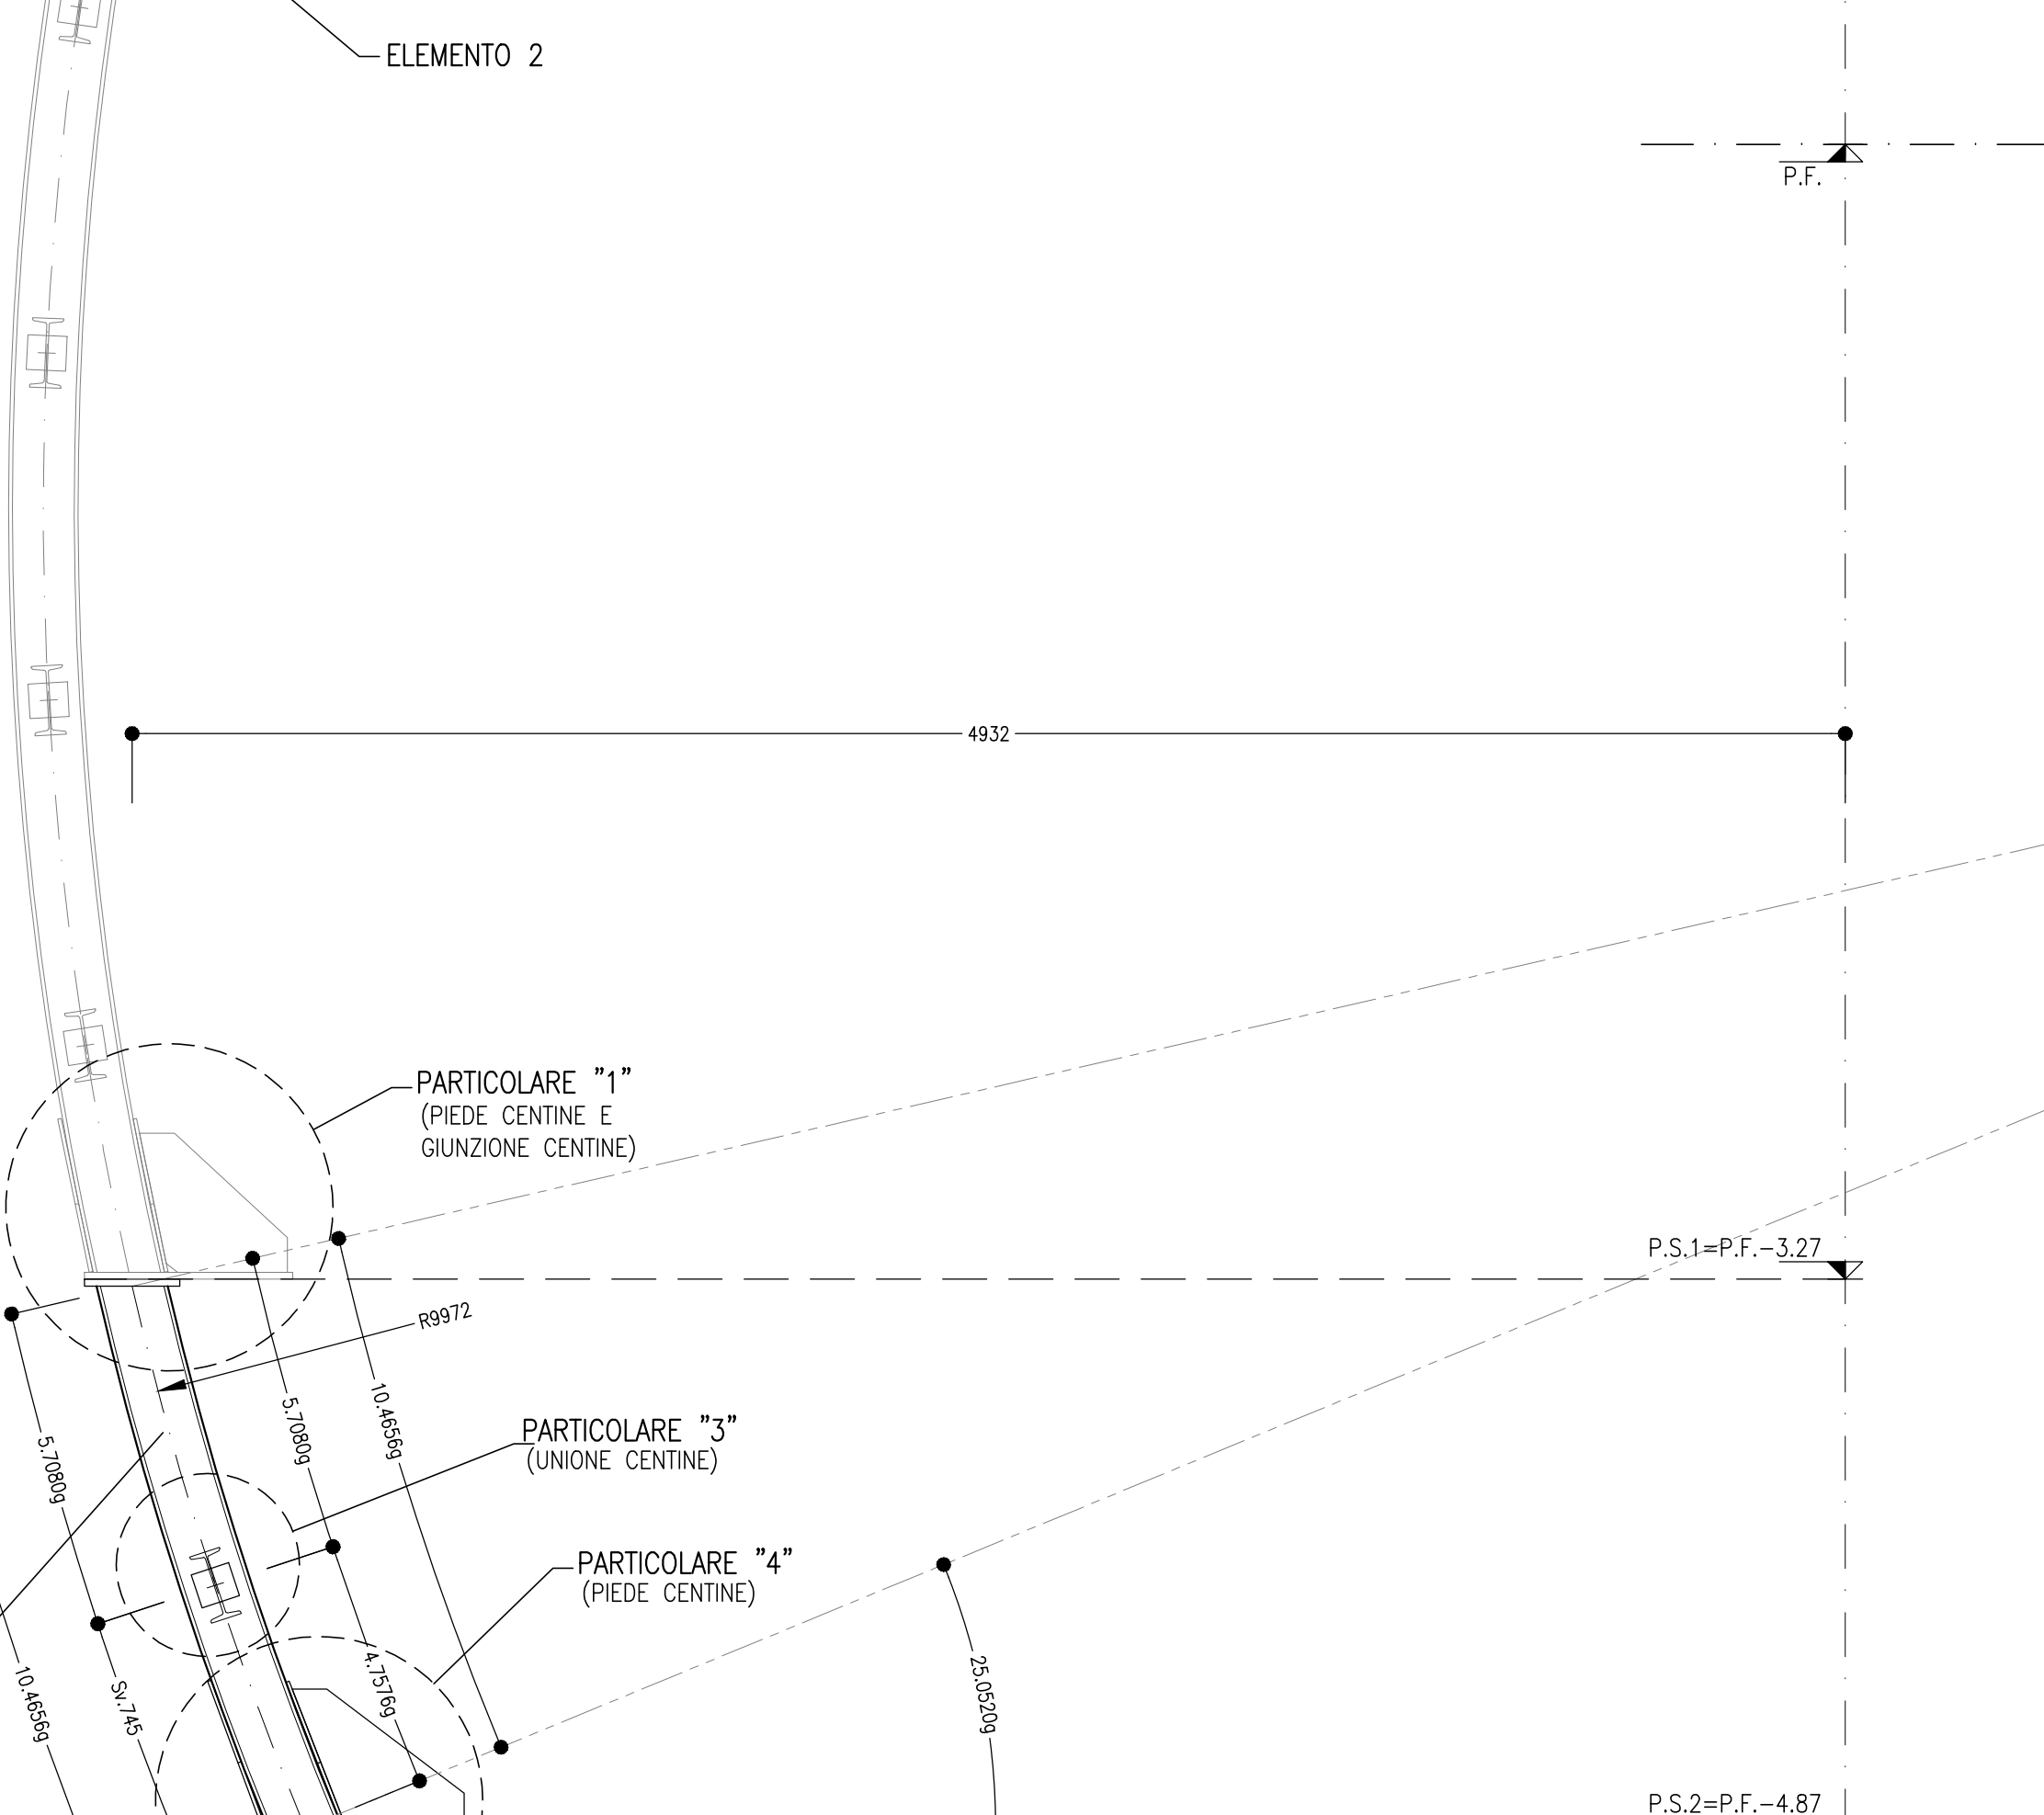 ELEMENTO 2
P.F.
4932
PARTICOLARE "1"
(PIEDE CENTINE E
GIUNZIONE CENTINE)
P.S.1=P.F.-3.27
R9972
5.7080g
10.4656g
5.7080g
PARTICOLARE "3"
(UNIONE CENTINE)
PARTICOLARE "4"
(PIEDE CENTINE)
4.7576g
25.0520g
10.4656g
Sv.745
P.S.2=P.F.-4.87